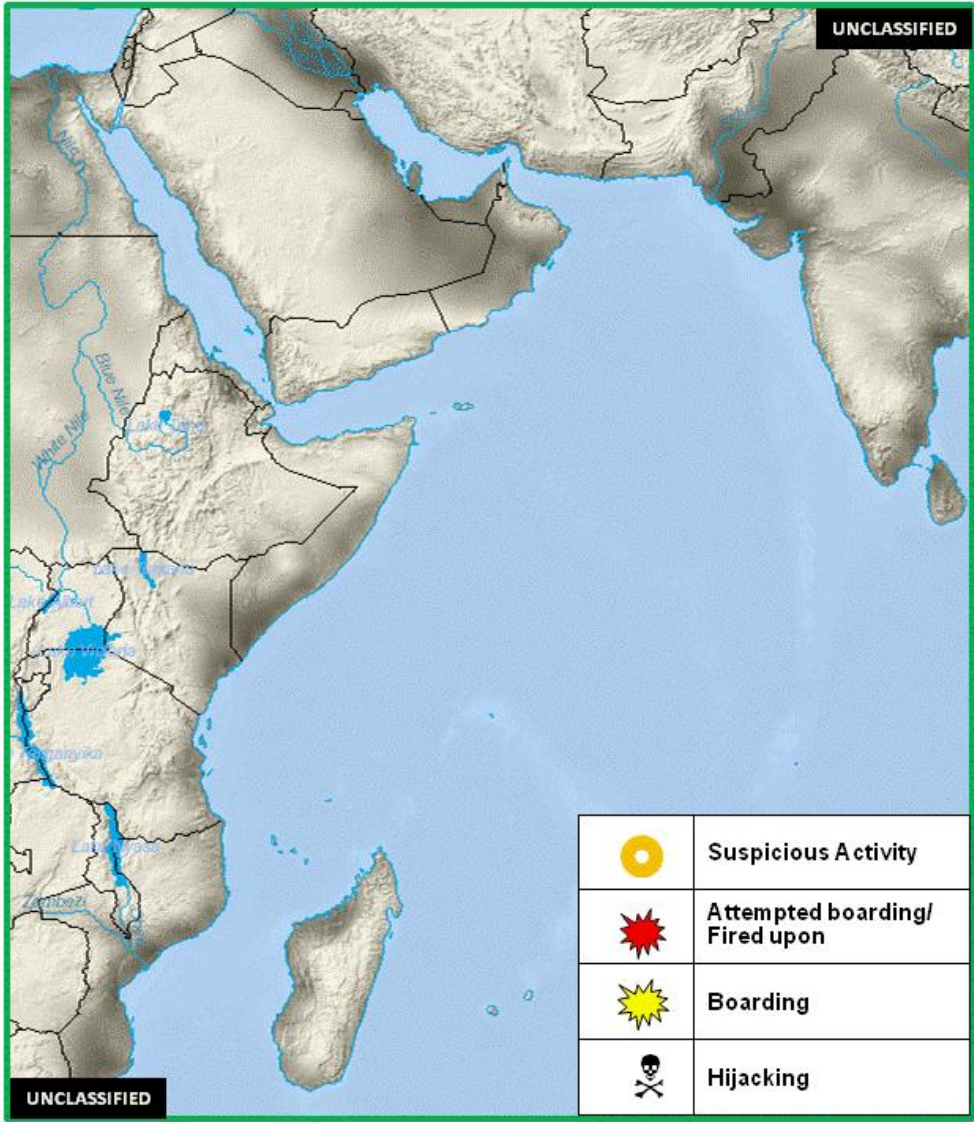 UNCLASSIFIED
Nile
Blue Nile
White Nile
Lake Tana
Lake Turkana
Lake Albert
Lake Victoria
Tanganyika
Lake Nyasa
Zambezi
Suspicious Activity
Attempted boarding/
Fired upon
Boarding
Hijacking
UNCLASSIFIED